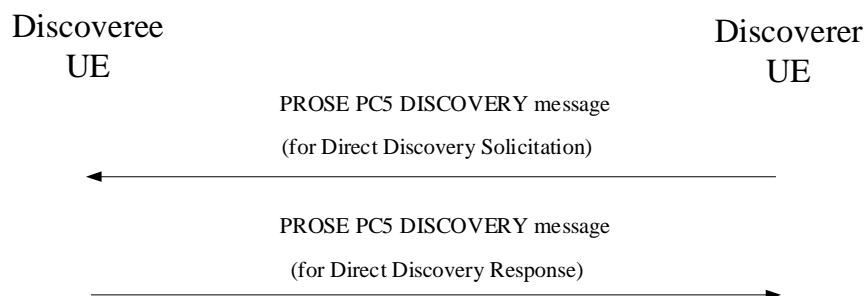 Discoveree
UE
Discoverer
UE
PROSE PC5 DISCOVERY message
(for Direct Discovery Solicitation)
PROSE PC5 DISCOVERY message
(for Direct Discovery Response)